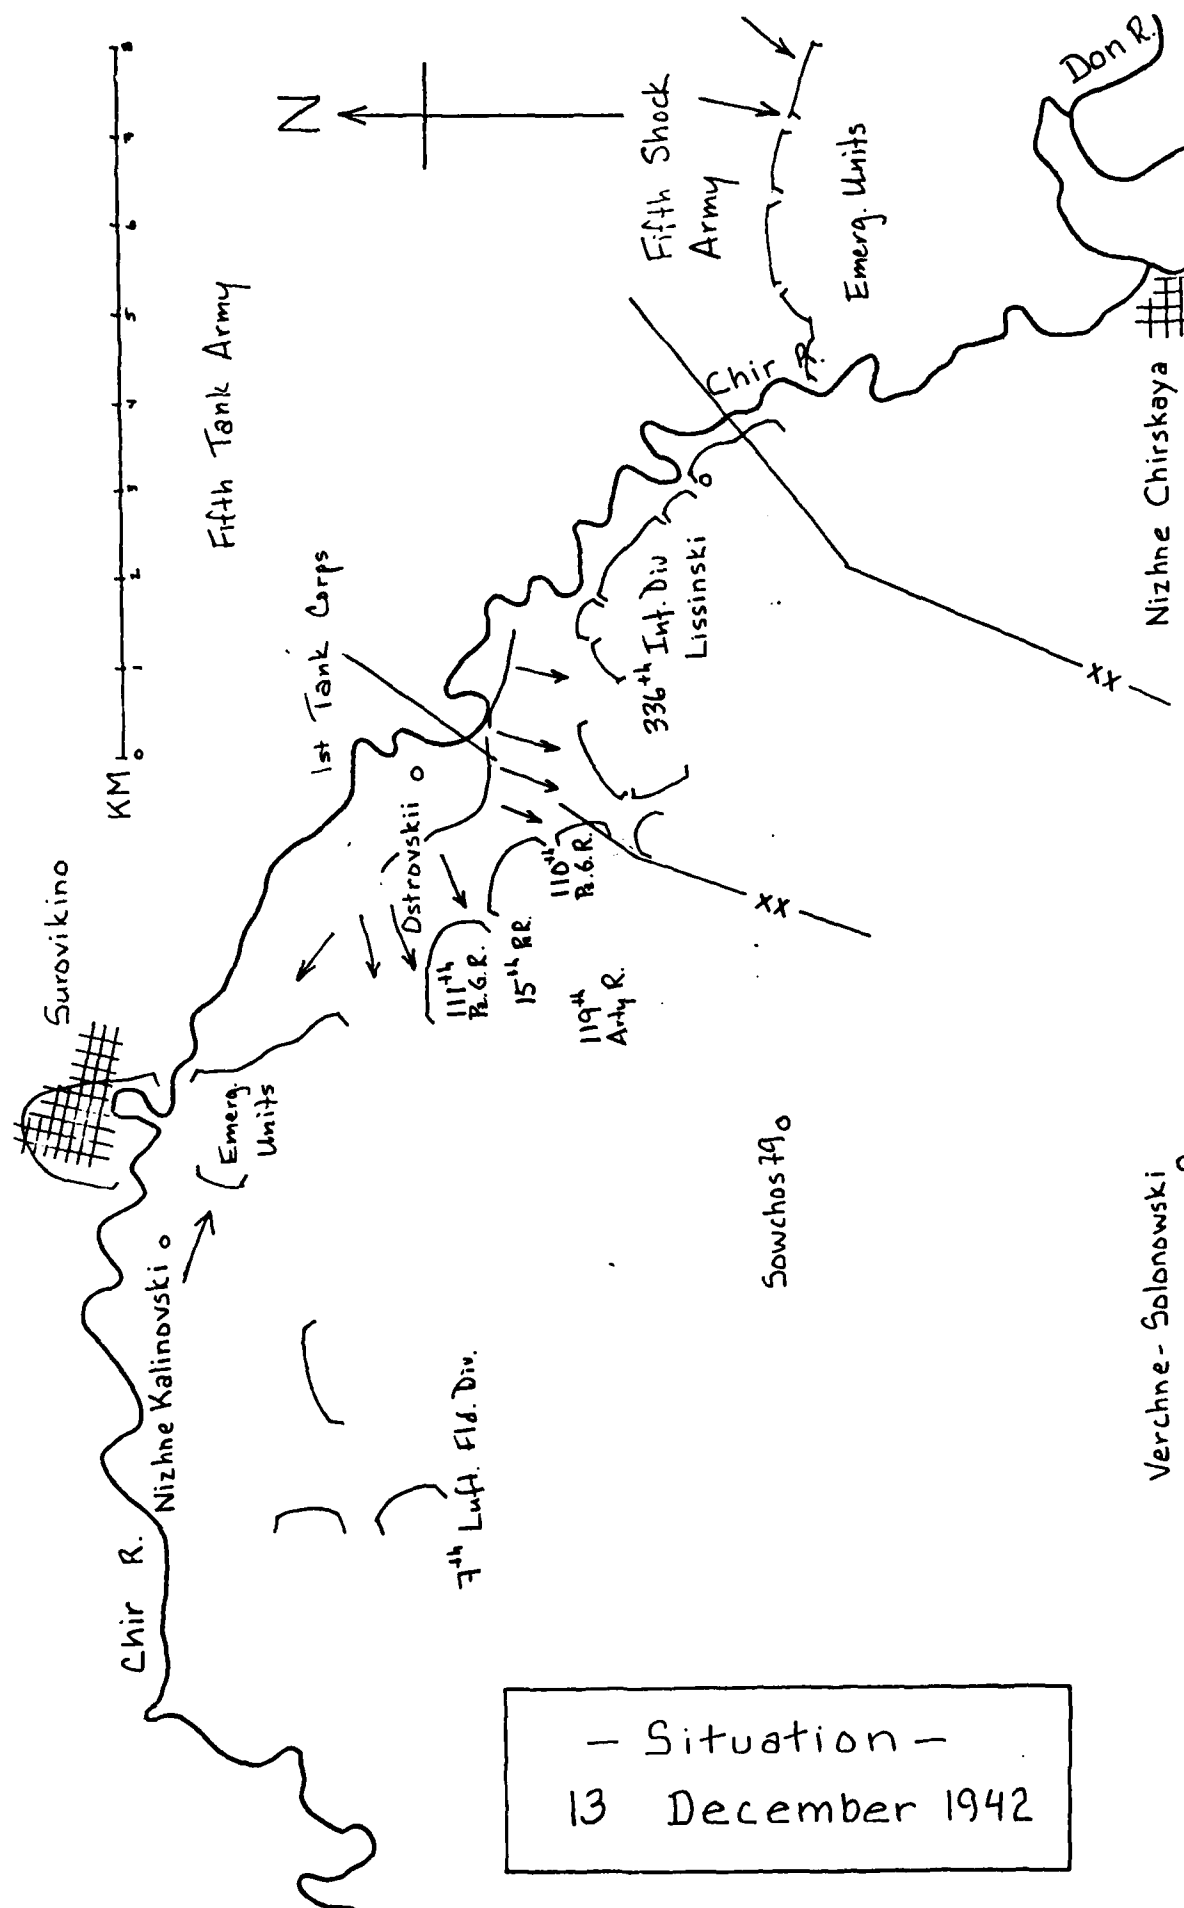 KM 0 1 2 3 4 5 6 7 8
N
Surovikino
Fifth Tank Army
1st Tank Corps
Fifth Shock
Army
Don R.
Emerg. Units
Chir R.
Chir R.
Nizhne Kalinovski
Emerg.
Units
Ostrovskii
111th
Pz. G. R.
15th Pz R.
110th
Pz. G. R.
119th
Arty R.
336th Inf. Div
Lissinski
7th Luft. Fld. Div.
Sowchos 79
xx
xx
Nizhne Chirskaya
Verchne-Solonowski
- Situation -
13 December 1942